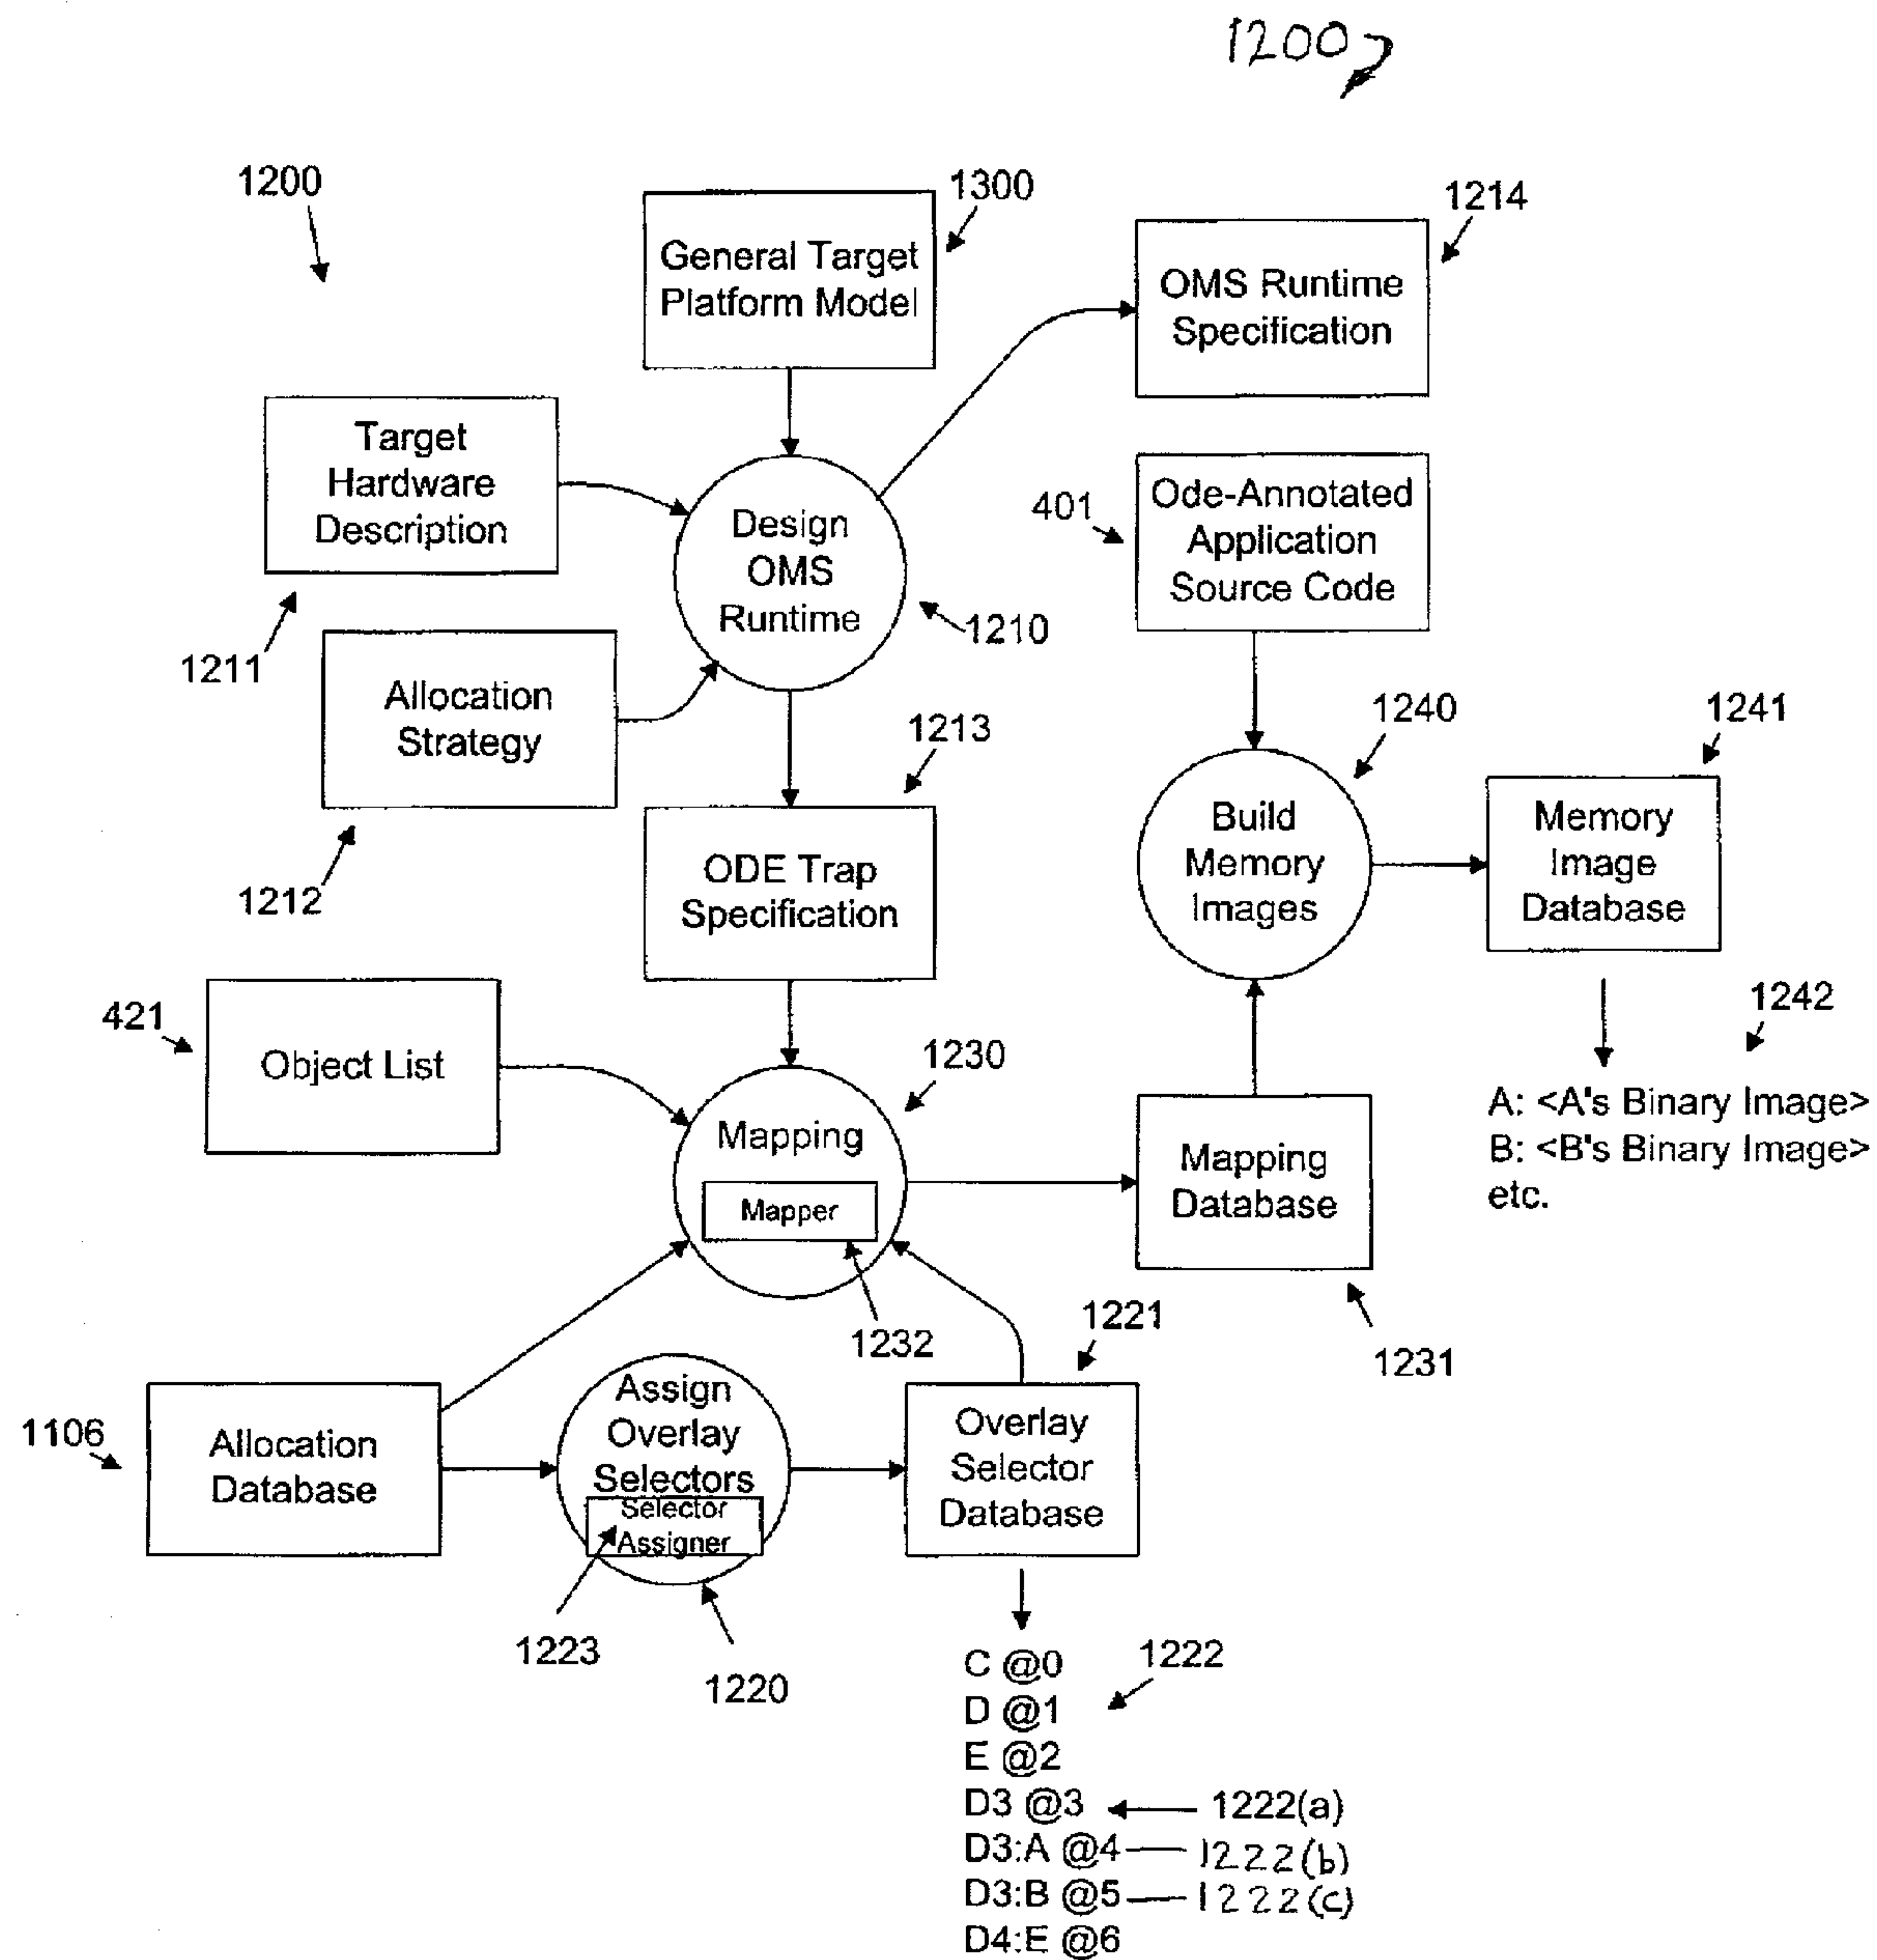 1200
1200
1300
1214
General Target
Platform Model
OMS Runtime
Specification
Target
Hardware
Description
Design
OMS
Runtime
401
Ode-Annotated
Application
Source Code
1211
1210
Allocation
Strategy
1213
1240
1241
1212
ODE Trap
Specification
Build
Memory
Images
Memory
Image
Database
421
Object List
1230
1242
Mapping
Mapper
Mapping
Database
A: <A's Binary Image>
B: <B's Binary Image>
etc.
1232
1221
1231
1106
Allocation
Database
Assign
Overlay
Selectors
Selector
Assigner
Overlay
Selector
Database
1223
1220
1222
C @0
D @1
E @2
D3 @3 1222(a)
D3:A @4 1222(b)
D3:B @5 1222(c)
D4:E @6